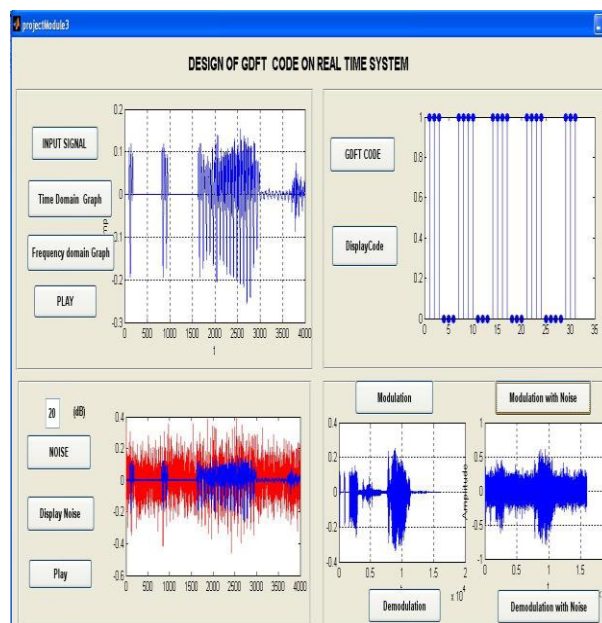 projectModule3
DESIGN OF GDFT CODE ON REAL TIME SYSTEM
INPUT SIGNAL
Time Domain Graph
Frequency domain Graph
PLAY
0.2
0.1
0
-0.1
-0.2
-0.3
mp
0 500 1000 1500 2000 2500 3000 3500 4000
t
GDFT CODE
DisplayCode
1
0.8
0.6
0.4
0.2
0
0 5 10 15 20 25 30 35
20 (dB)
NOISE
Display Noise
Play
0.4
0.2
0
-0.2
-0.4
-0.6
0 500 1000 1500 2000 2500 3000 3500 4000
Modulation
0.4
0.2
0
-0.2
-0.4
0 0.5 1 1.5 2
x 10⁴
Demodulation
Modulation with Noise
1
0.5
0
-0.5
-1
Amplitude
0 0.5 1 1.5
Demodulation with Noise